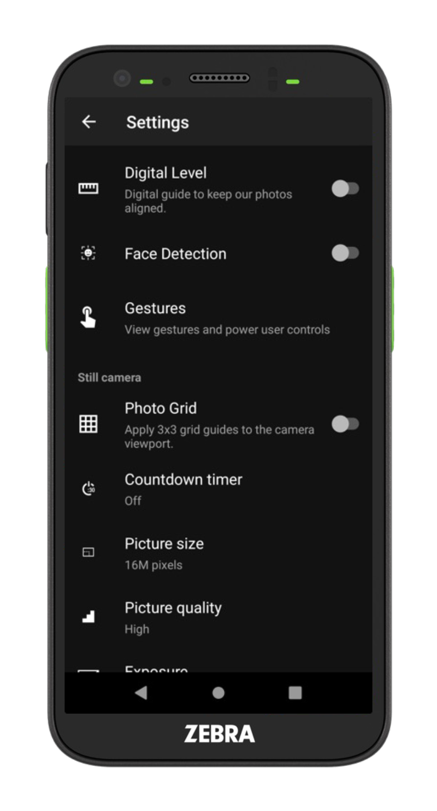 Settings
Digital Level
Digital guide to keep our photos
aligned.
Face Detection
Gestures
View gestures and power user controls
Still camera
Photo Grid
Apply 3x3 grid guides to the camera
viewport.
Countdown timer
Off
Picture size
16M pixels
Picture quality
High
Exposure
ZEBRA